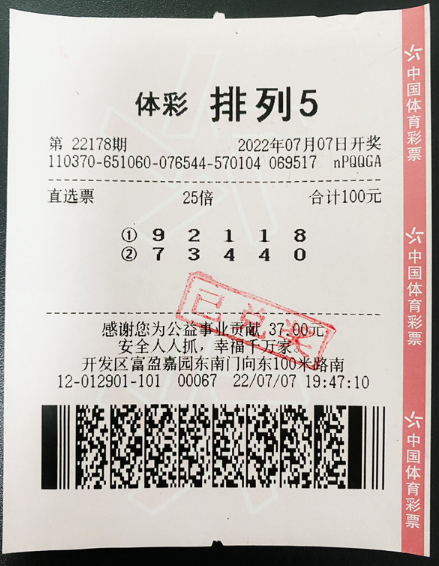 体彩 排列5
第 22178期 2022年07月07日开奖
110370-651060-076544-570104 069517 nPQQGA
直选票 25倍 合计100元
① 9 2 1 1 8
② 7 3 4 4 0
已兑奖
感谢您为公益事业贡献 37.00元
安全人人抓，幸福千万家
开发区富盈嘉园东南门向东100米路南
12-012901-101 00067 22/07/07 19:47:10
中国体育彩票
中国体育彩票
中国体育彩票